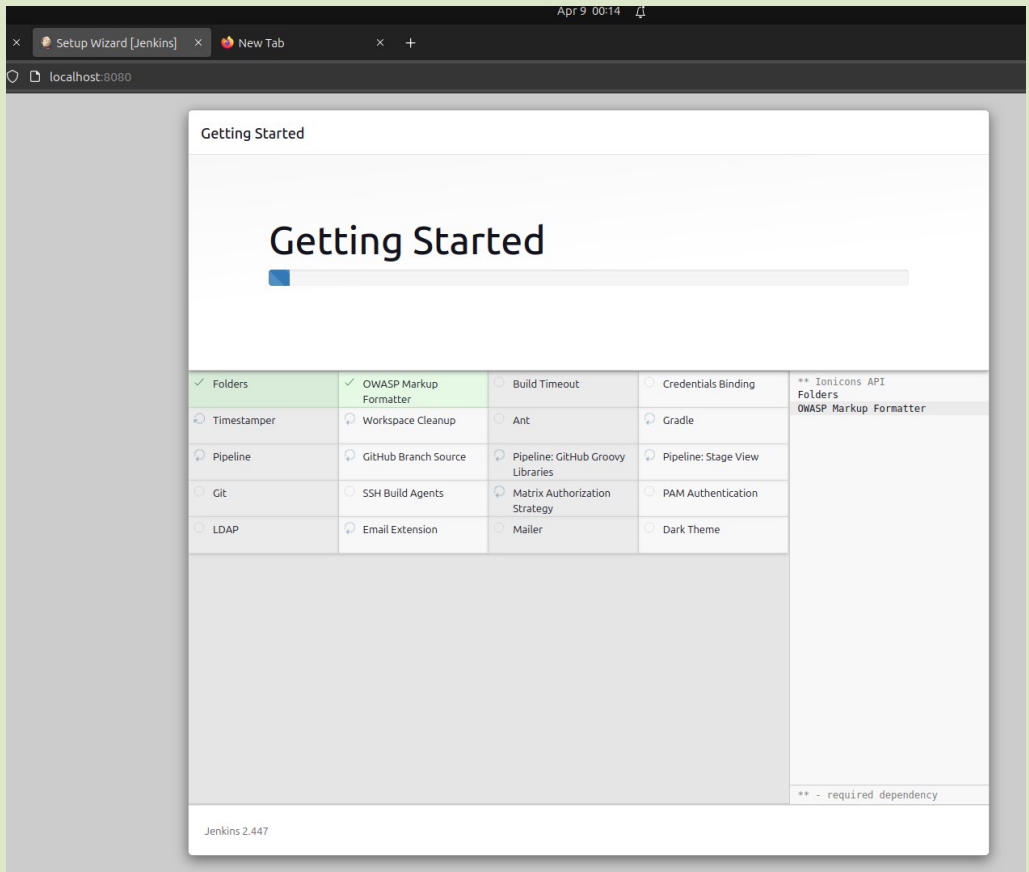 Apr 9 00:14
Setup Wizard [Jenkins]
New Tab
localhost:8080
Getting Started
Getting Started
Folders
OWASP Markup
Formatter
Build Timeout
Credentials Binding
** Ionicons API
Folders
OWASP Markup Formatter
Timestamper
Workspace Cleanup
Ant
Gradle
Pipeline
GitHub Branch Source
Pipeline: GitHub Groovy
Libraries
Pipeline: Stage View
Git
SSH Build Agents
Matrix Authorization
Strategy
PAM Authentication
LDAP
Email Extension
Mailer
Dark Theme
** - required dependency
Jenkins 2.447